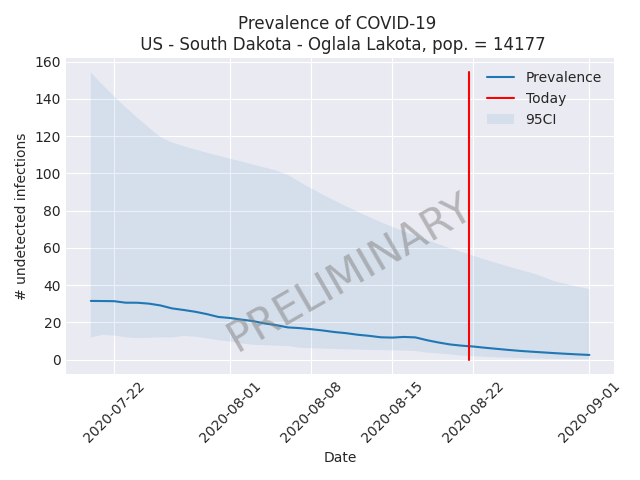 Prevalence of COVID-19
US - South Dakota - Oglala Lakota, pop. = 14177
160
140
120
100
80
60
40
20
0
# undetected infections
Prevalence
Today
95CI
PRELIMINARY
2020-07-22
2020-08-01
2020-08-08
2020-08-15
2020-08-22
2020-09-01
Date